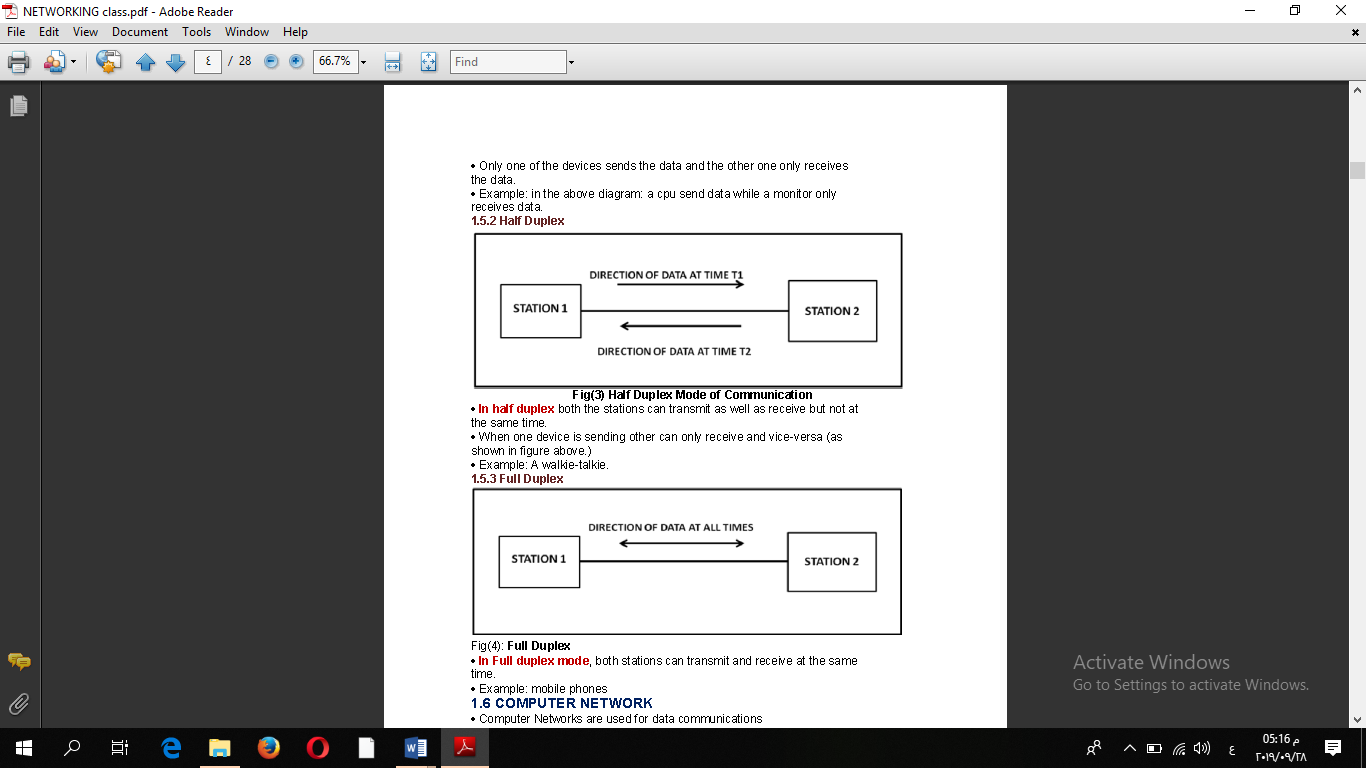 NETWORKING class.pdf - Adobe Reader
File Edit View Document Tools Window Help
٤ / 28 66.7% Find
• Only one of the devices sends the data and the other one only receives
the data.
• Example: in the above diagram: a cpu send data while a monitor only
receives data.
1.5.2 Half Duplex
DIRECTION OF DATA AT TIME T1
STATION 1
STATION 2
DIRECTION OF DATA AT TIME T2
Fig(3) Half Duplex Mode of Communication
• In half duplex both the stations can transmit as well as receive but not at
the same time.
• When one device is sending other can only receive and vice-versa (as
shown in figure above.)
• Example: A walkie-talkie.
1.5.3 Full Duplex
DIRECTION OF DATA AT ALL TIMES
STATION 1
STATION 2
Fig(4): Full Duplex
• In Full duplex mode, both stations can transmit and receive at the same
time.
• Example: mobile phones
1.6 COMPUTER NETWORK
• Computer Networks are used for data communications
Activate Windows
Go to Settings to activate Windows.
ع
05:16 م
٢٠١٩/٠٩/٢٨